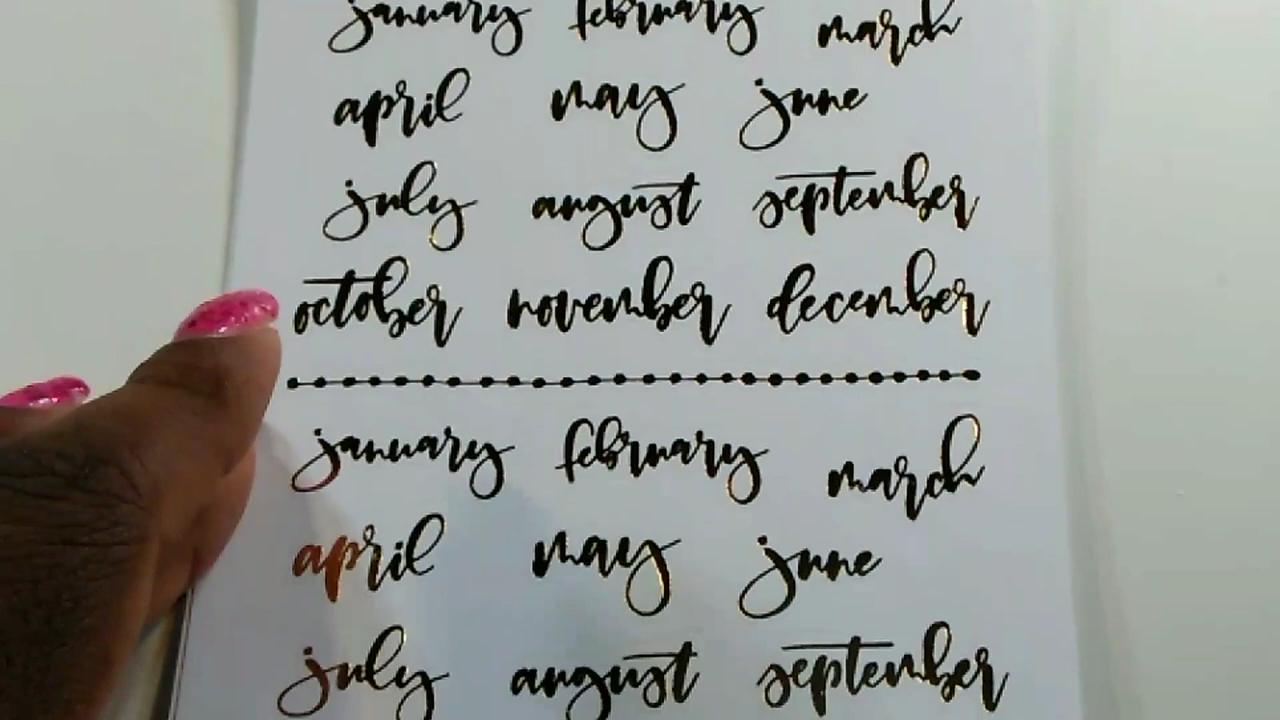 january february march
april may june
july august september
october november december
january february march
april may june
july august september